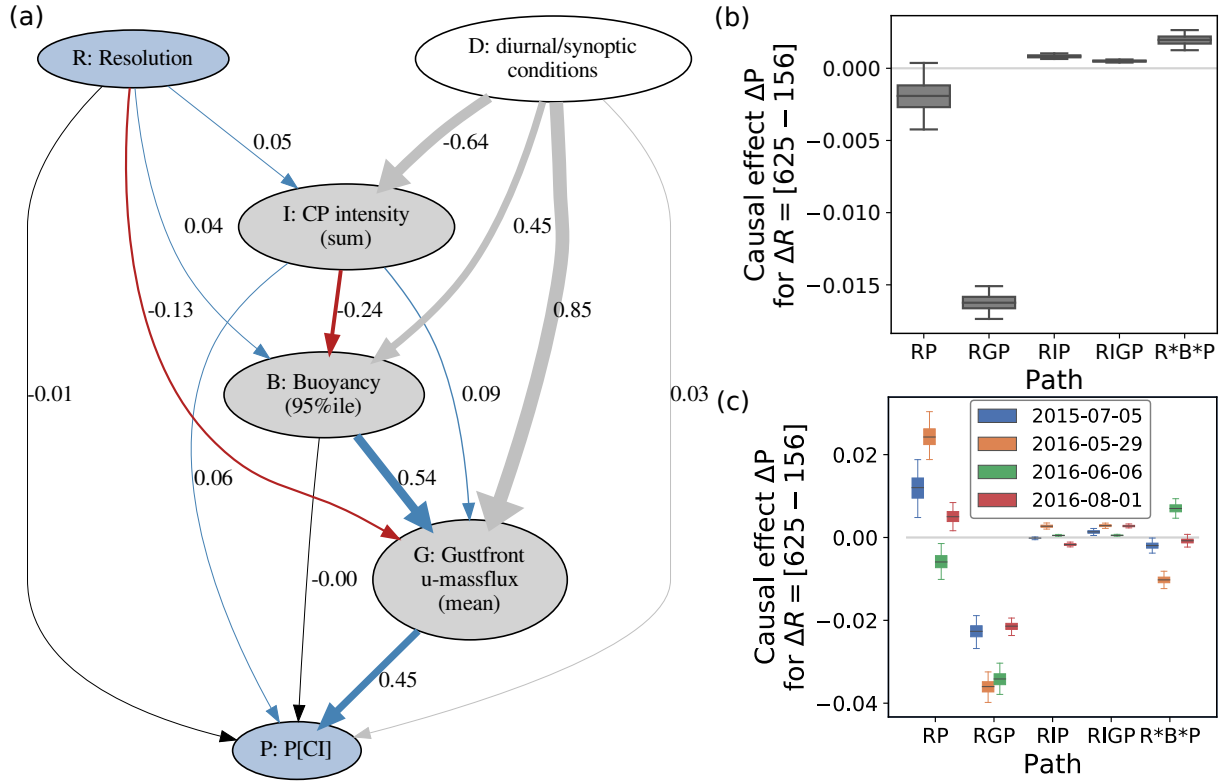 (a)
R: Resolution
D: diurnal/synoptic
conditions
0.05
-0.64
I: CP intensity
(sum)
0.04
0.45
-0.13
-0.24
0.85
B: Buoyancy
(95%ile)
-0.01
0.09
0.03
0.06
0.54
G: Gustfront
u-massflux
(mean)
-0.00
0.45
P: P[CI]
(b)
Causal effect ΔP
for ΔR = [625 − 156]
0.000
−0.005
−0.010
−0.015
RP RGP RIP RIGP R*B*P
Path
(c)
Causal effect ΔP
for ΔR = [625 − 156]
0.02
0.00
−0.02
−0.04
2015-07-05
2016-05-29
2016-06-06
2016-08-01
RP RGP RIP RIGP R*B*P
Path